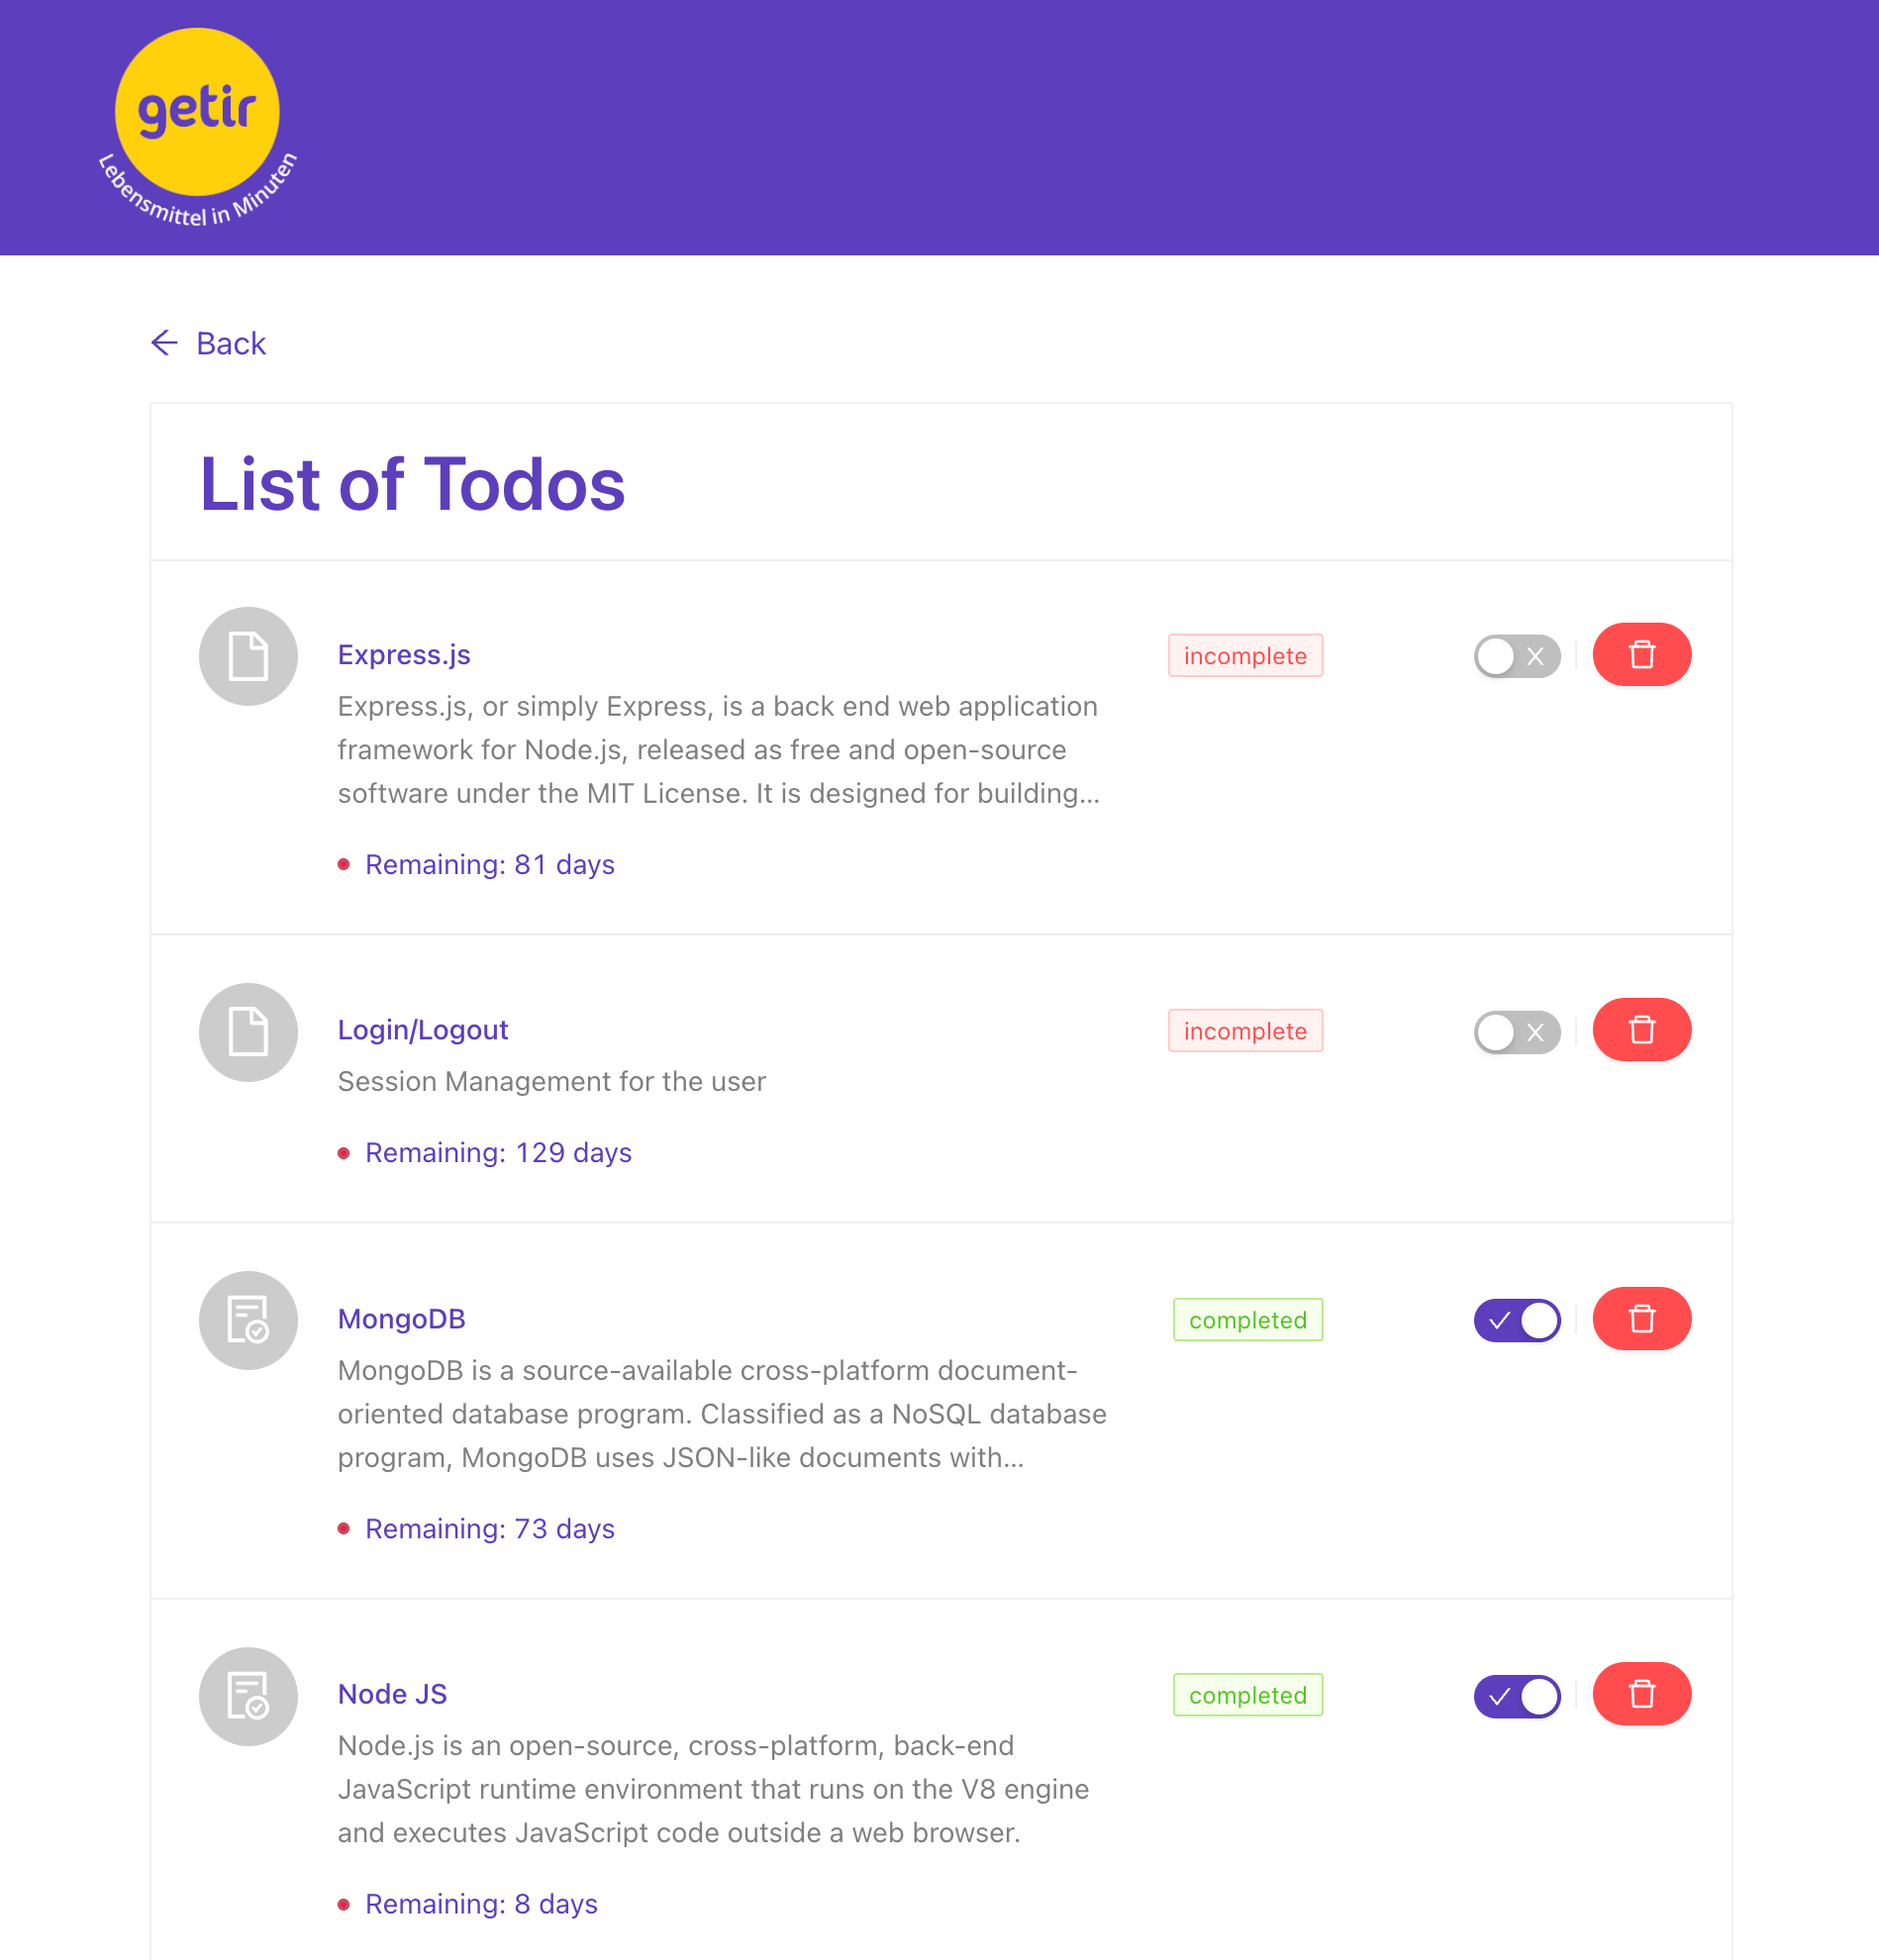 getir
Lebensmittel in Minuten
Back
List of Todos
Express.js
incomplete
Express.js, or simply Express, is a back end web application
framework for Node.js, released as free and open-source
software under the MIT License. It is designed for building...
Remaining: 81 days
Login/Logout
incomplete
Session Management for the user
Remaining: 129 days
MongoDB
completed
MongoDB is a source-available cross-platform document-
oriented database program. Classified as a NoSQL database
program, MongoDB uses JSON-like documents with...
Remaining: 73 days
Node JS
completed
Node.js is an open-source, cross-platform, back-end
JavaScript runtime environment that runs on the V8 engine
and executes JavaScript code outside a web browser.
Remaining: 8 days